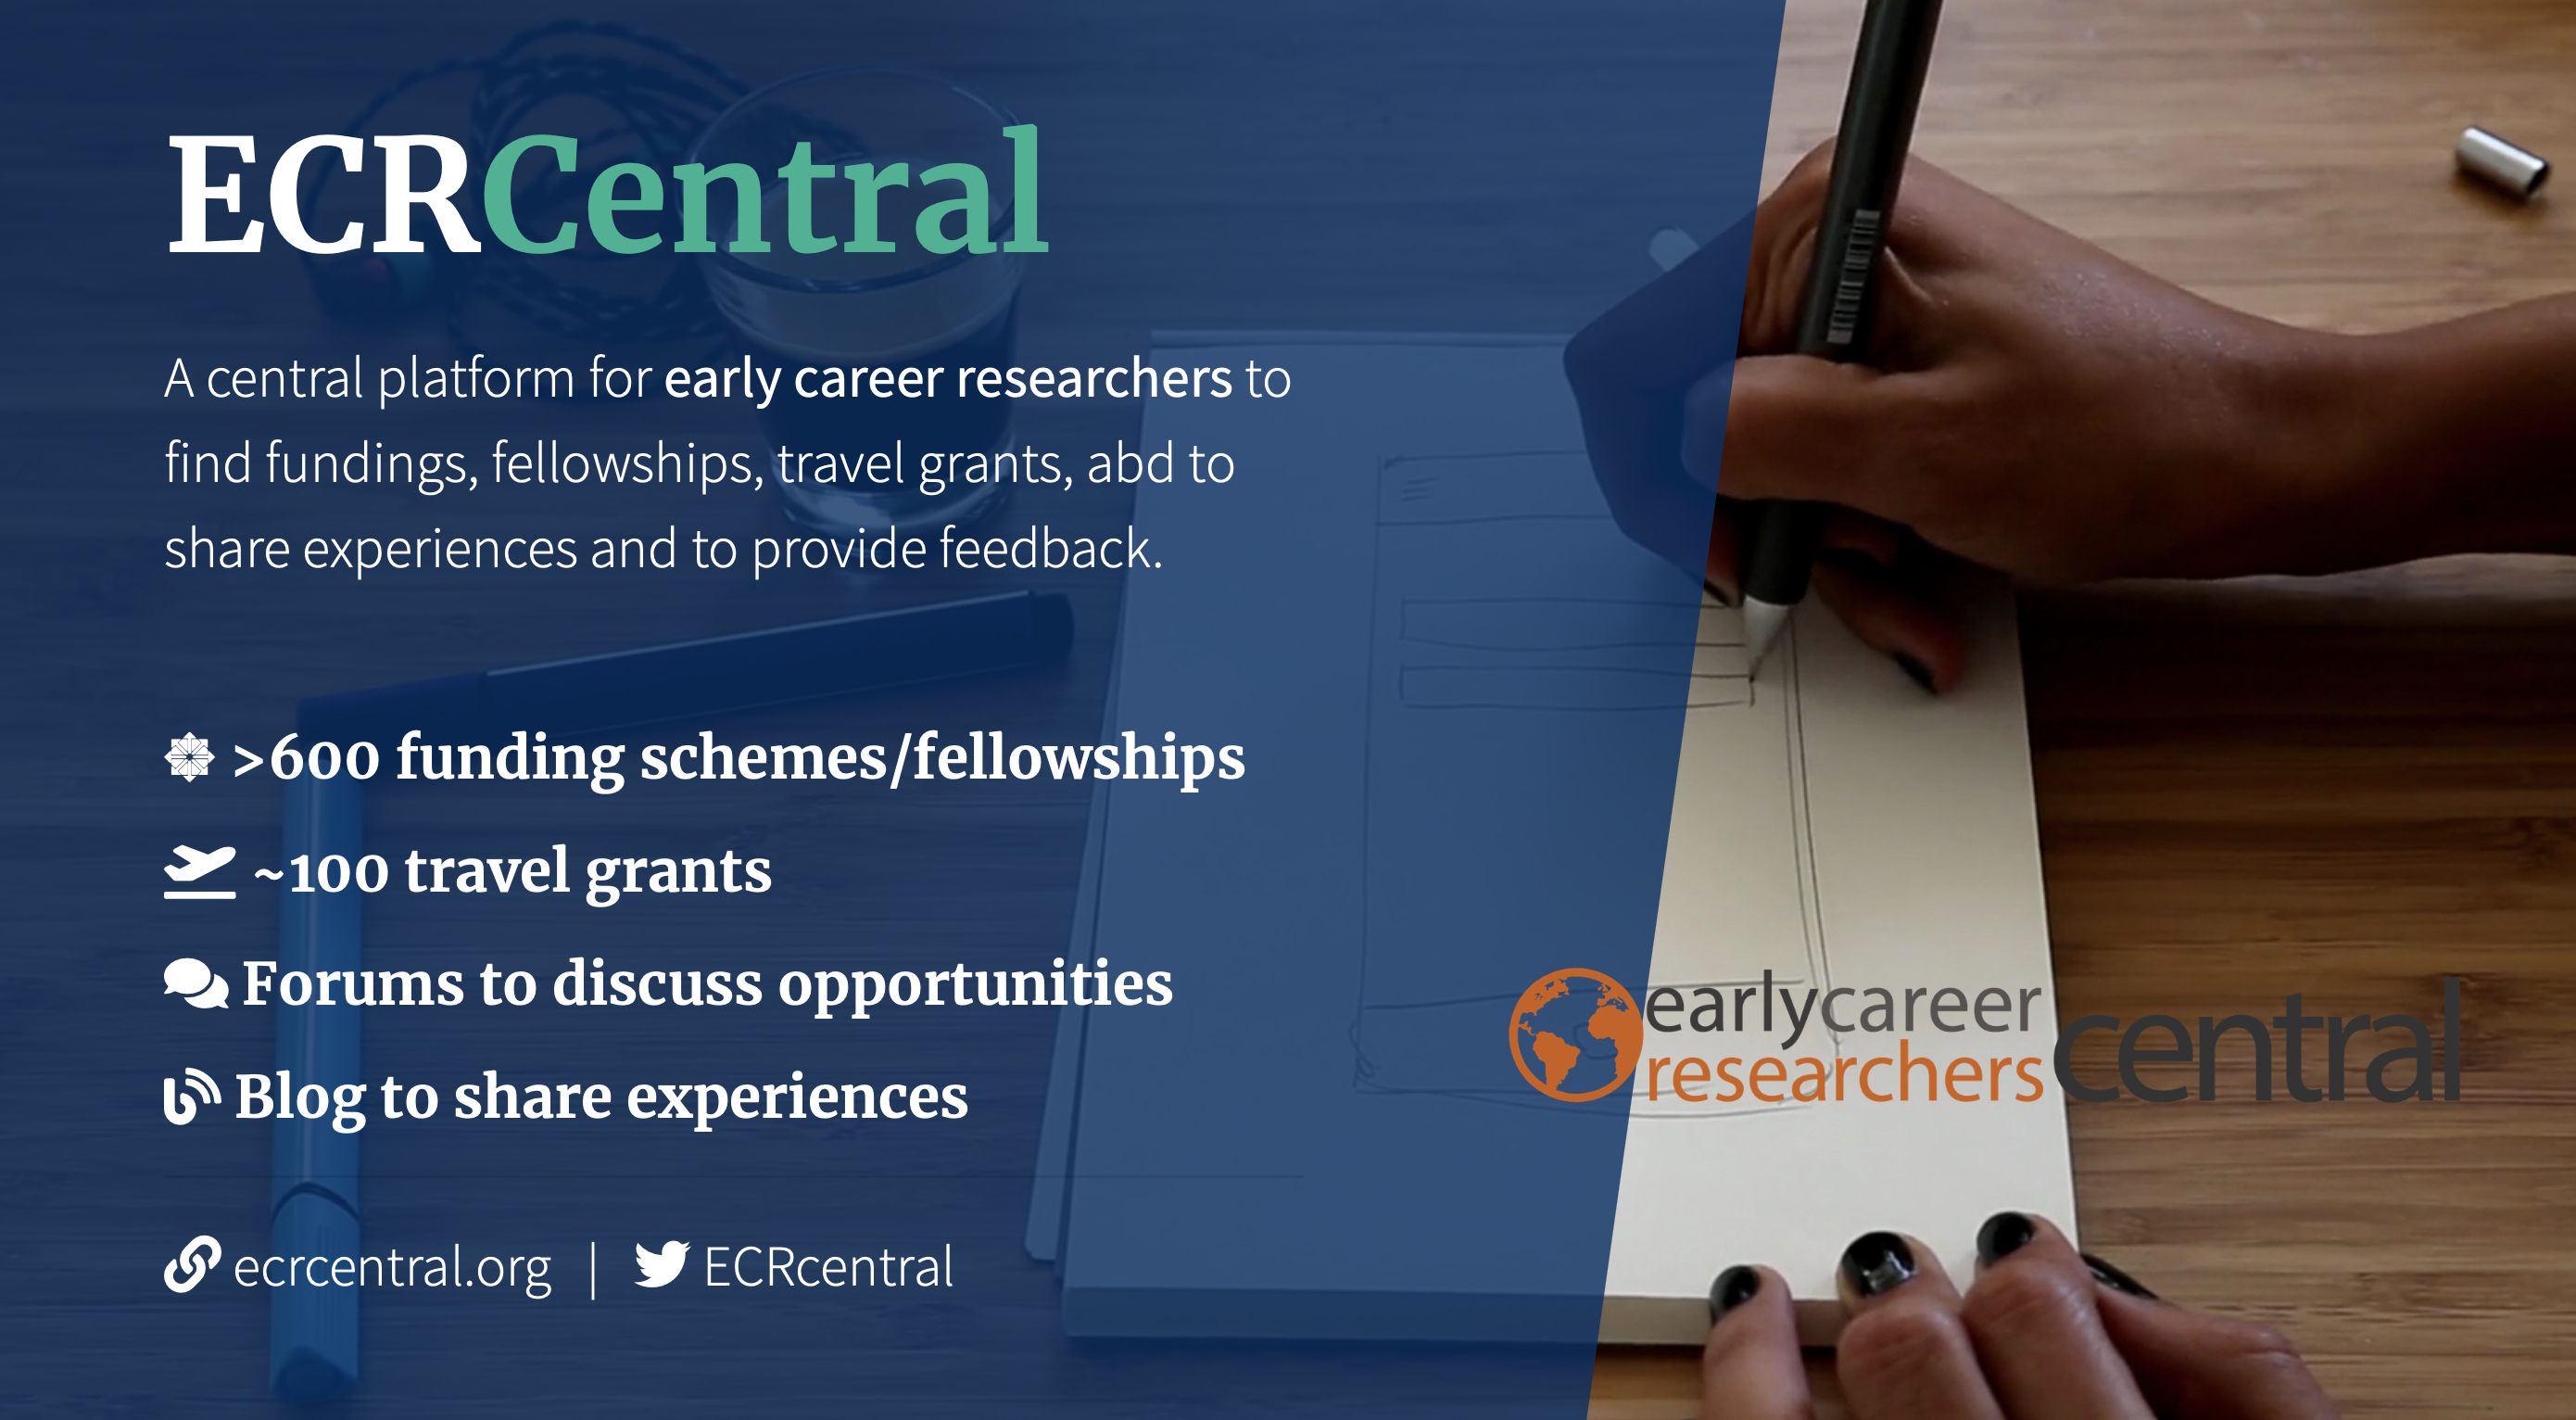 ECRCentral
A central platform for early career researchers to
find fundings, fellowships, travel grants, abd to
share experiences and to provide feedback.
>600 funding schemes/fellowships
~100 travel grants
Forums to discuss opportunities
Blog to share experiences
ecrcentral.org | ECRcentral
earlycareer
researchers central